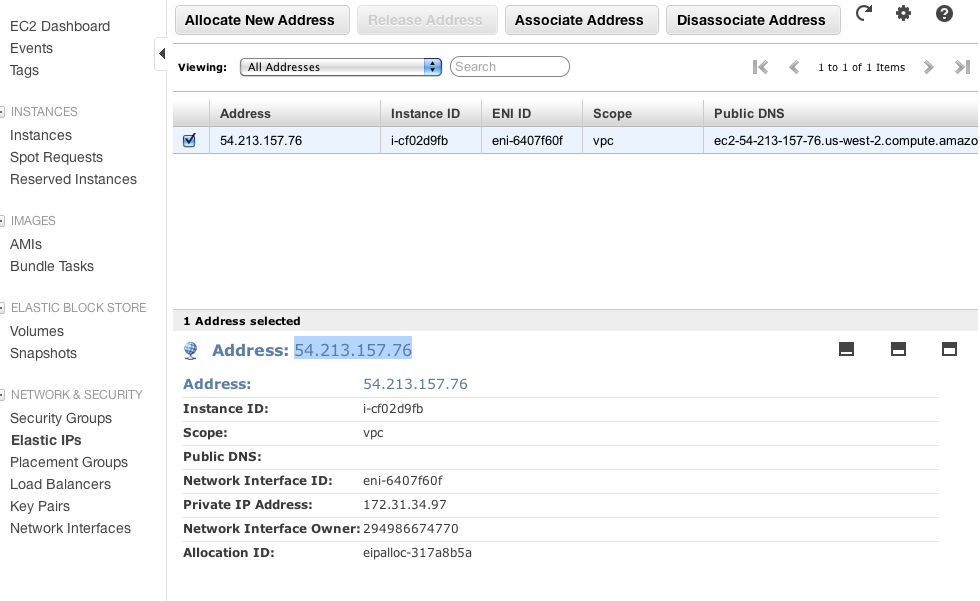 EC2 Dashboard
Events
Tags
INSTANCES
Instances
Spot Requests
Reserved Instances
IMAGES
AMIs
Bundle Tasks
ELASTIC BLOCK STORE
Volumes
Snapshots
NETWORK & SECURITY
Security Groups
Elastic IPs
Placement Groups
Load Balancers
Key Pairs
Network Interfaces
Allocate New Address Release Address Associate Address Disassociate Address
Viewing: All Addresses Search 1 to 1 of 1 Items
Address Instance ID ENI ID Scope Public DNS
54.213.157.76 i-cf02d9fb eni-6407f60f vpc ec2-54-213-157-76.us-west-2.compute.amazo
1 Address selected
Address: 54.213.157.76
Address: 54.213.157.76
Instance ID: i-cf02d9fb
Scope: vpc
Public DNS:
Network Interface ID: eni-6407f60f
Private IP Address: 172.31.34.97
Network Interface Owner: 294986674770
Allocation ID: eipalloc-317a8b5a